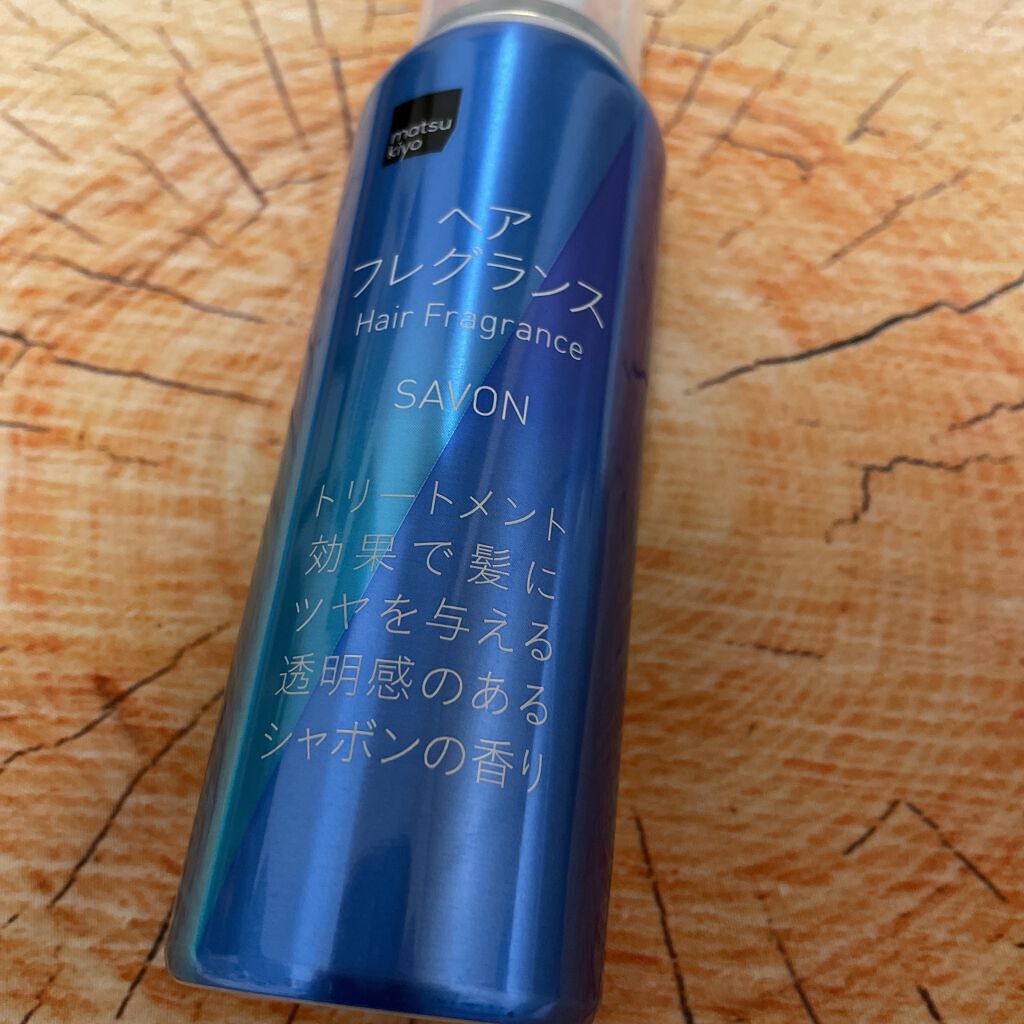 matsu
kiyo
ヘア
フレグランス
Hair Fragrance
SAVON
トリートメント
効果で髪に
ツヤを与える
透明感のある
シャボンの香り